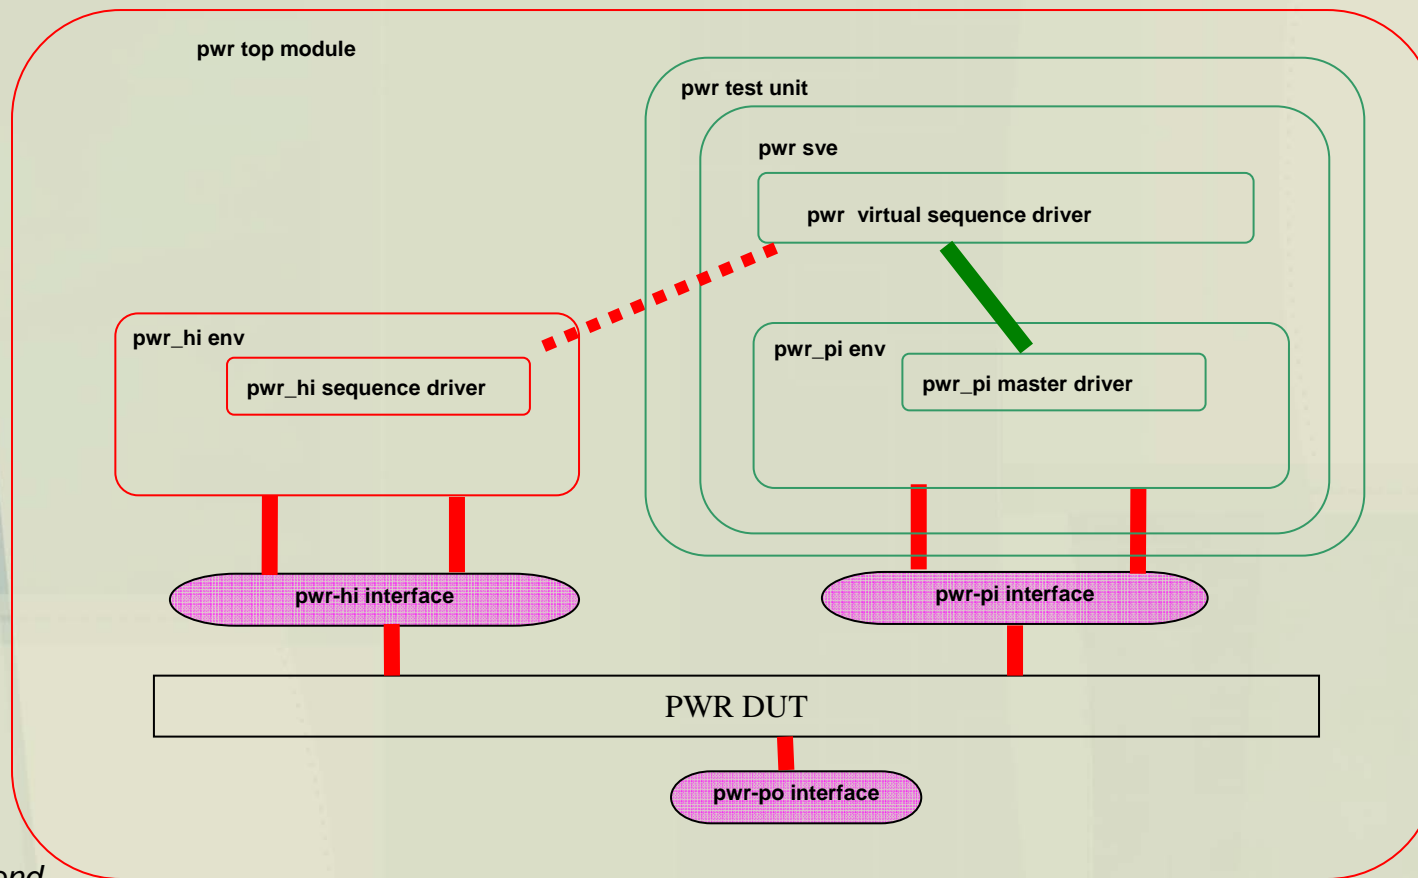 pwr top module
pwr test unit
pwr sve
pwr virtual sequence driver
pwr_hi env
pwr_hi sequence driver
pwr_pi env
pwr_pi master driver
pwr-hi interface
pwr-pi interface
PWR DUT
pwr-po interface